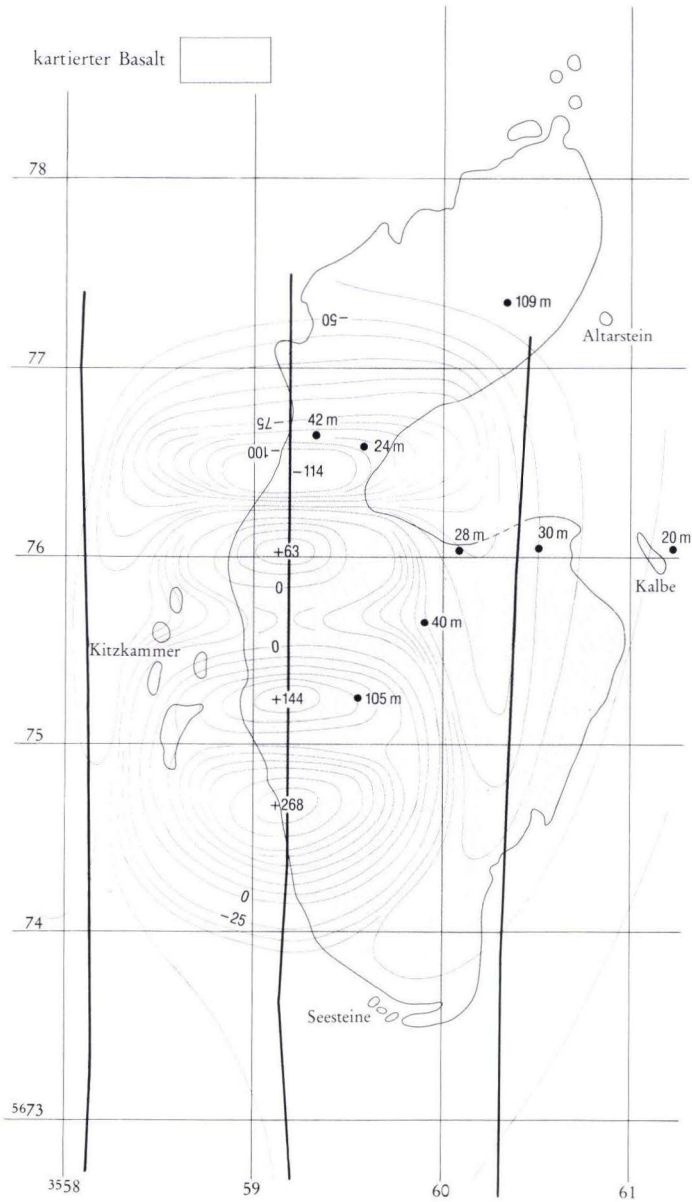 kartierter Basalt
78
109 m
-50
Altarstein
77
-75
42 m
24 m
-100
-114
28 m
30 m
20 m
76
+63
Kalbe
0
40 m
Kitzkammer
0
+144
105 m
75
+268
0
-25
74
Seesteine
5673
3558
59
60
61